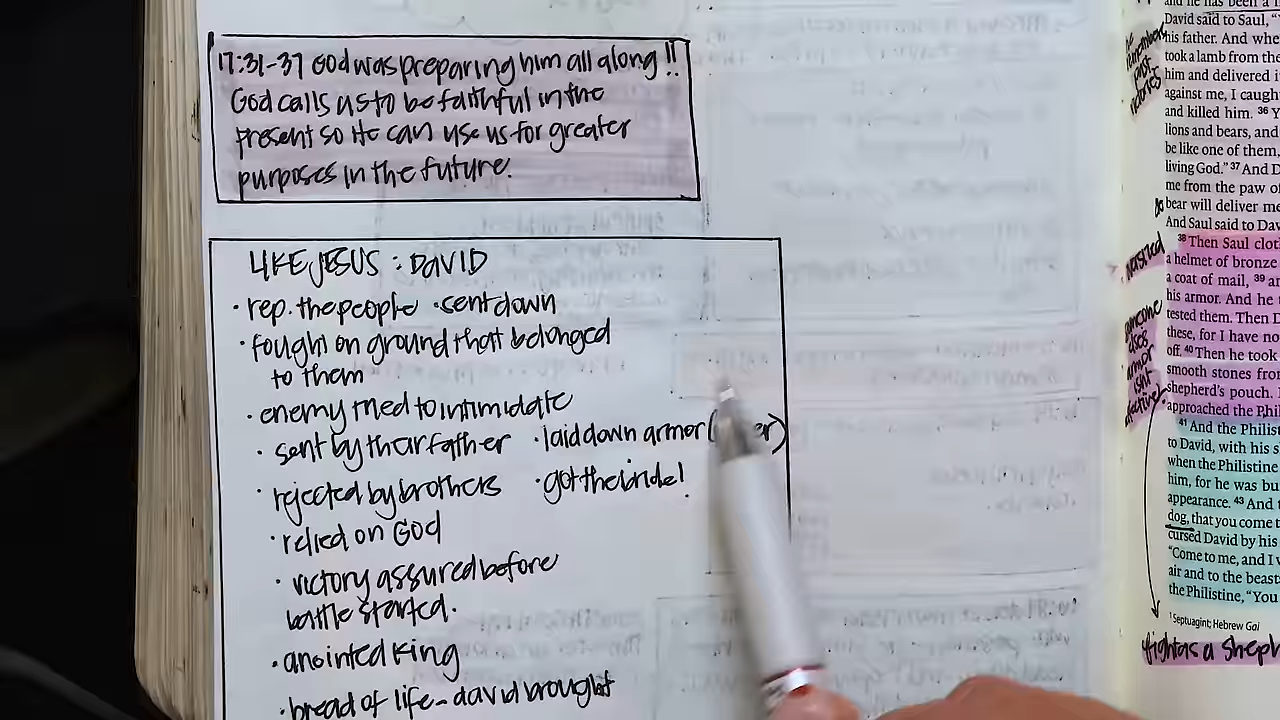 17:31-37 God was preparing him all along!!
God calls us to be faithful in the
present so He can use us for greater
purposes in the future.
LIKE JESUS : DAVID
• rep. the people • sent down
• fought on ground that belonged
to them
• enemy tried to intimidate
• sent by their father • laid down armor
• rejected by brothers • got the bride!
• relied on God
• victory assured before
battle started.
• anointed King
• bread of life - david brought
David said to Saul, "
his father. And whe
took a lamb from the
him and delivered i
against me, I caugh
and killed him. 36 Y
lions and bears, and
be like one of them,
living God." 37 And D
me from the paw o
bear will deliver me
And Saul said to Dav
38 Then Saul clot
a helmet of bronze
a coat of mail, 39 an
his armor. And he
tested them. Then D
these, for I have no
off. 40 Then he took
smooth stones from
shepherd's pouch.
approached the Phil
41 And the Philis
to David, with his s
when the Philistine
him, for he was bu
appearance. 43 And t
dog, that you come t
cursed David by his
"Come to me, and I w
air and to the beast
the Philistine, "You
1 Septuagint; Hebrew Gai
fight as a sheph